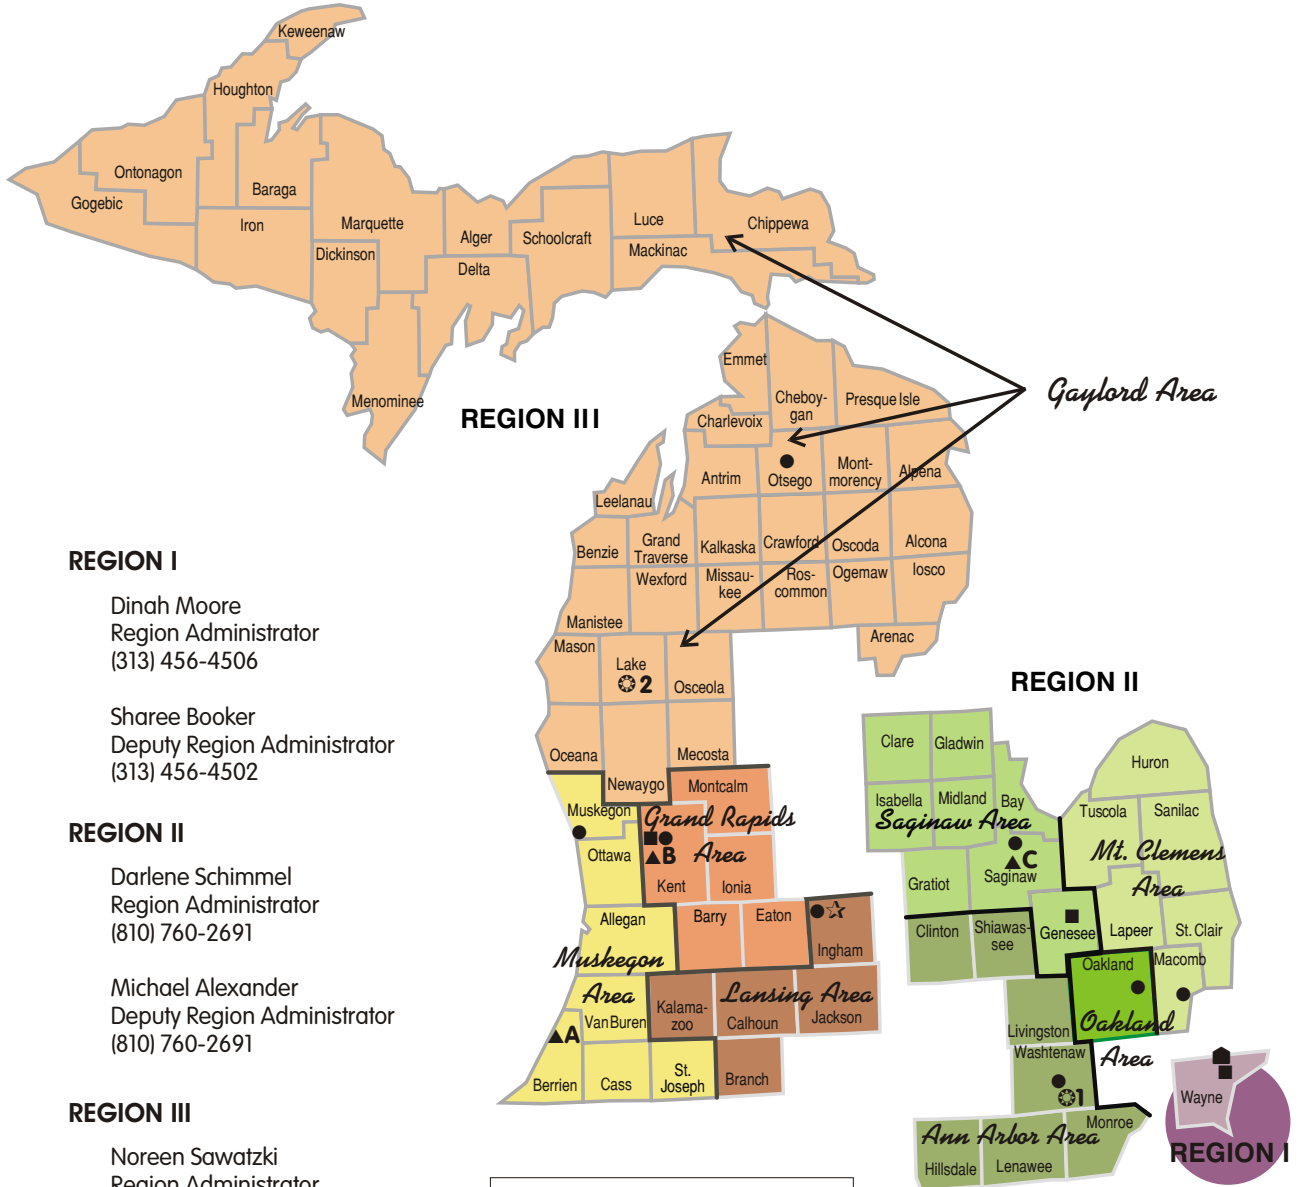 Keweenaw
Houghton
Ontonagon
Baraga
Gogebic
Iron
Marquette
Dickinson
Alger
Delta
Schoolcraft
Luce
Mackinac
Chippewa
Menominee
REGION III
Gaylord Area
Emmet
Cheboy-
gan
Presque Isle
Charlevoix
Antrim
Otsego
Mont-
morency
Alpena
Leelanau
Benzie
Grand
Traverse
Kalkaska
Crawford
Oscoda
Alcona
Manistee
Wexford
Missau-
kee
Ros-
common
Ogemaw
Iosco
Arenac
Mason
Lake
2
Osceola
Oceana
Newaygo
Mecosta
Montcalm
Muskegon
Grand Rapids
Area
B
Ottawa
Kent
Ionia
Allegan
Barry
Eaton
Ingham
Muskegon
Area
Van Buren
Kalama-
zoo
Lansing Area
Calhoun
Jackson
A
Berrien
Cass
St.
Joseph
Branch
REGION II
Clare
Gladwin
Isabella
Midland
Bay
Saginaw Area
C
Gratiot
Saginaw
Huron
Tuscola
Sanilac
Mt. Clemens
Area
Clinton
Shiawas-
see
Genesee
Lapeer
St. Clair
Oakland
Macomb
Oakland
Area
Livingston
Washtenaw
1
Ann Arbor Area
Monroe
Hillsdale
Lenawee
Wayne
REGION I
REGION I
Dinah Moore
Region Administrator
(313) 456-4506
Sharee Booker
Deputy Region Administrator
(313) 456-4502
REGION II
Darlene Schimmel
Region Administrator
(810) 760-2691
Michael Alexander
Deputy Region Administrator
(810) 760-2691
REGION III
Noreen Sawatzki
Region Administrator